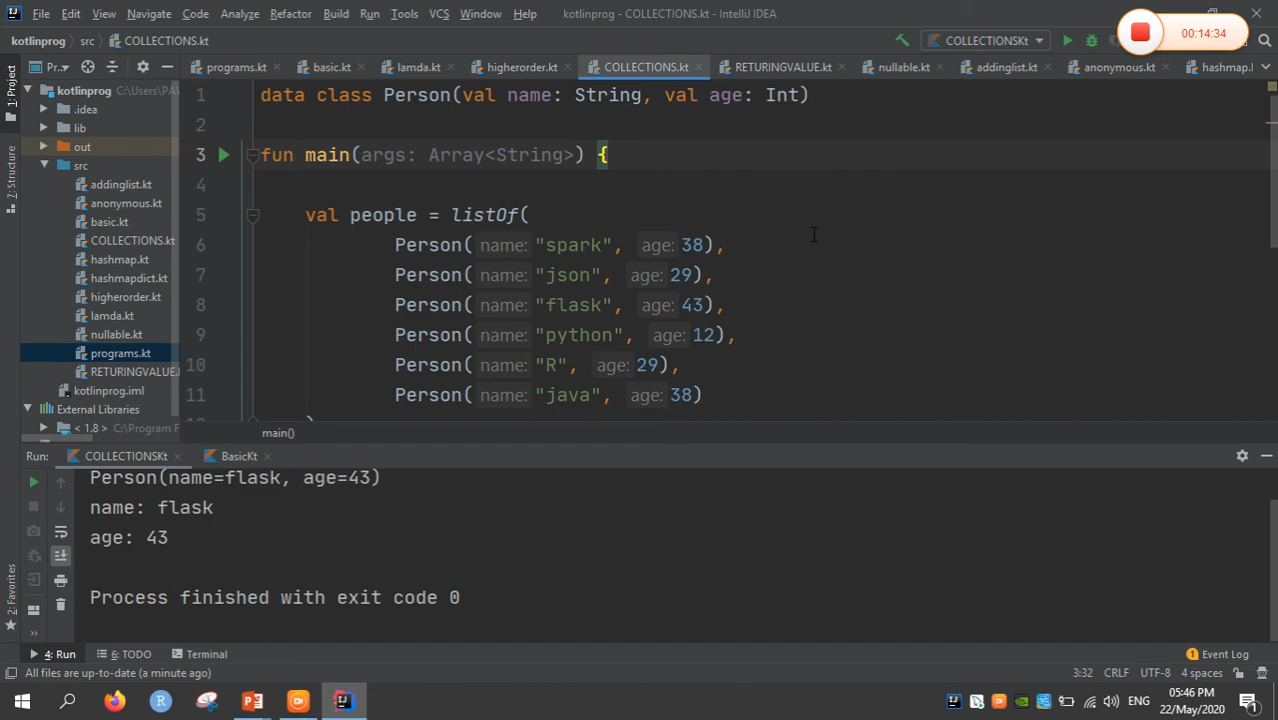 File Edit View Navigate Code Analyze Refactor Build Run Tools VCS Window Help kotlinprog - COLLECTIONS.kt - IntelliJ IDEA
00:14:34
kotlinprog src COLLECTIONS.kt COLLECTIONSKt
1: Project Pr... programs.kt basic.kt lamda.kt higherorder.kt COLLECTIONS.kt RETURINGVALUE.kt nullable.kt addinglist.kt anonymous.kt hashmap.l
kotlinprog C:\Users\PAV
.idea
lib
out
src
addinglist.kt
anonymous.kt
basic.kt
COLLECTIONS.kt
hashmap.kt
hashmapdict.kt
higherorder.kt
lamda.kt
nullable.kt
programs.kt
RETURINGVALUE.
kotlinprog.iml
External Libraries
< 1.8 > C:\Program F
7: Structure
1 data class Person(val name: String, val age: Int)
2
3 fun main(args: Array<String>) {
4
5 val people = listOf(
6 Person( name: "spark", age: 38),
7 Person( name: "json", age: 29),
8 Person( name: "flask", age: 43),
9 Person( name: "python", age: 12),
10 Person( name: "R", age: 29),
11 Person( name: "java", age: 38)
)
main()
Run: COLLECTIONSKt BasicKt
Person(name=flask, age=43)
name: flask
age: 43
Process finished with exit code 0
2: Favorites
4: Run 6: TODO Terminal 1 Event Log
All files are up-to-date (a minute ago) 3:32 CRLF UTF-8 4 spaces
ENG 05:46 PM
22/May/2020